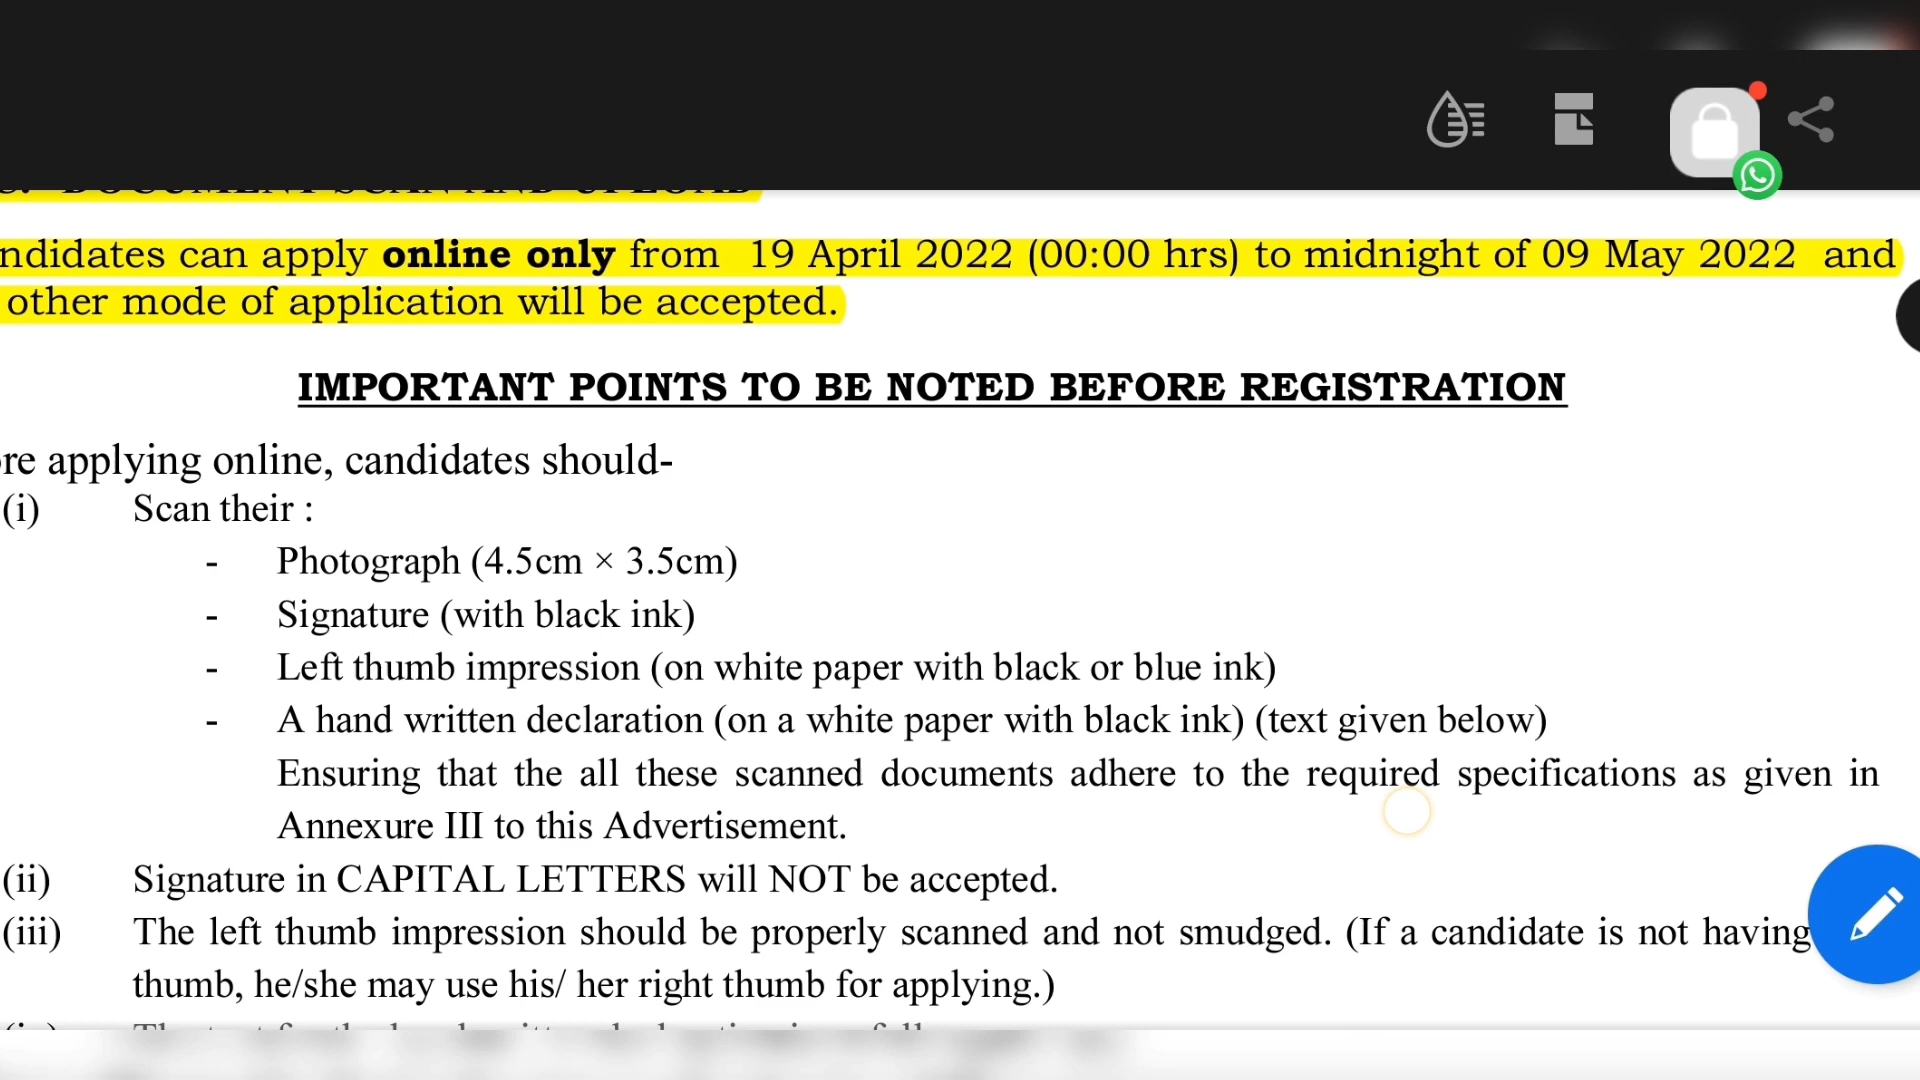 DOCUMENT SCAN AND UPLOAD
ndidates can apply online only from 19 April 2022 (00:00 hrs) to midnight of 09 May 2022 and
other mode of application will be accepted.
IMPORTANT POINTS TO BE NOTED BEFORE REGISTRATION
re applying online, candidates should-
(i) Scan their :
- Photograph (4.5cm × 3.5cm)
- Signature (with black ink)
- Left thumb impression (on white paper with black or blue ink)
- A hand written declaration (on a white paper with black ink) (text given below)
Ensuring that the all these scanned documents adhere to the required specifications as given in
Annexure III to this Advertisement.
(ii) Signature in CAPITAL LETTERS will NOT be accepted.
(iii) The left thumb impression should be properly scanned and not smudged. (If a candidate is not having
thumb, he/she may use his/ her right thumb for applying.)